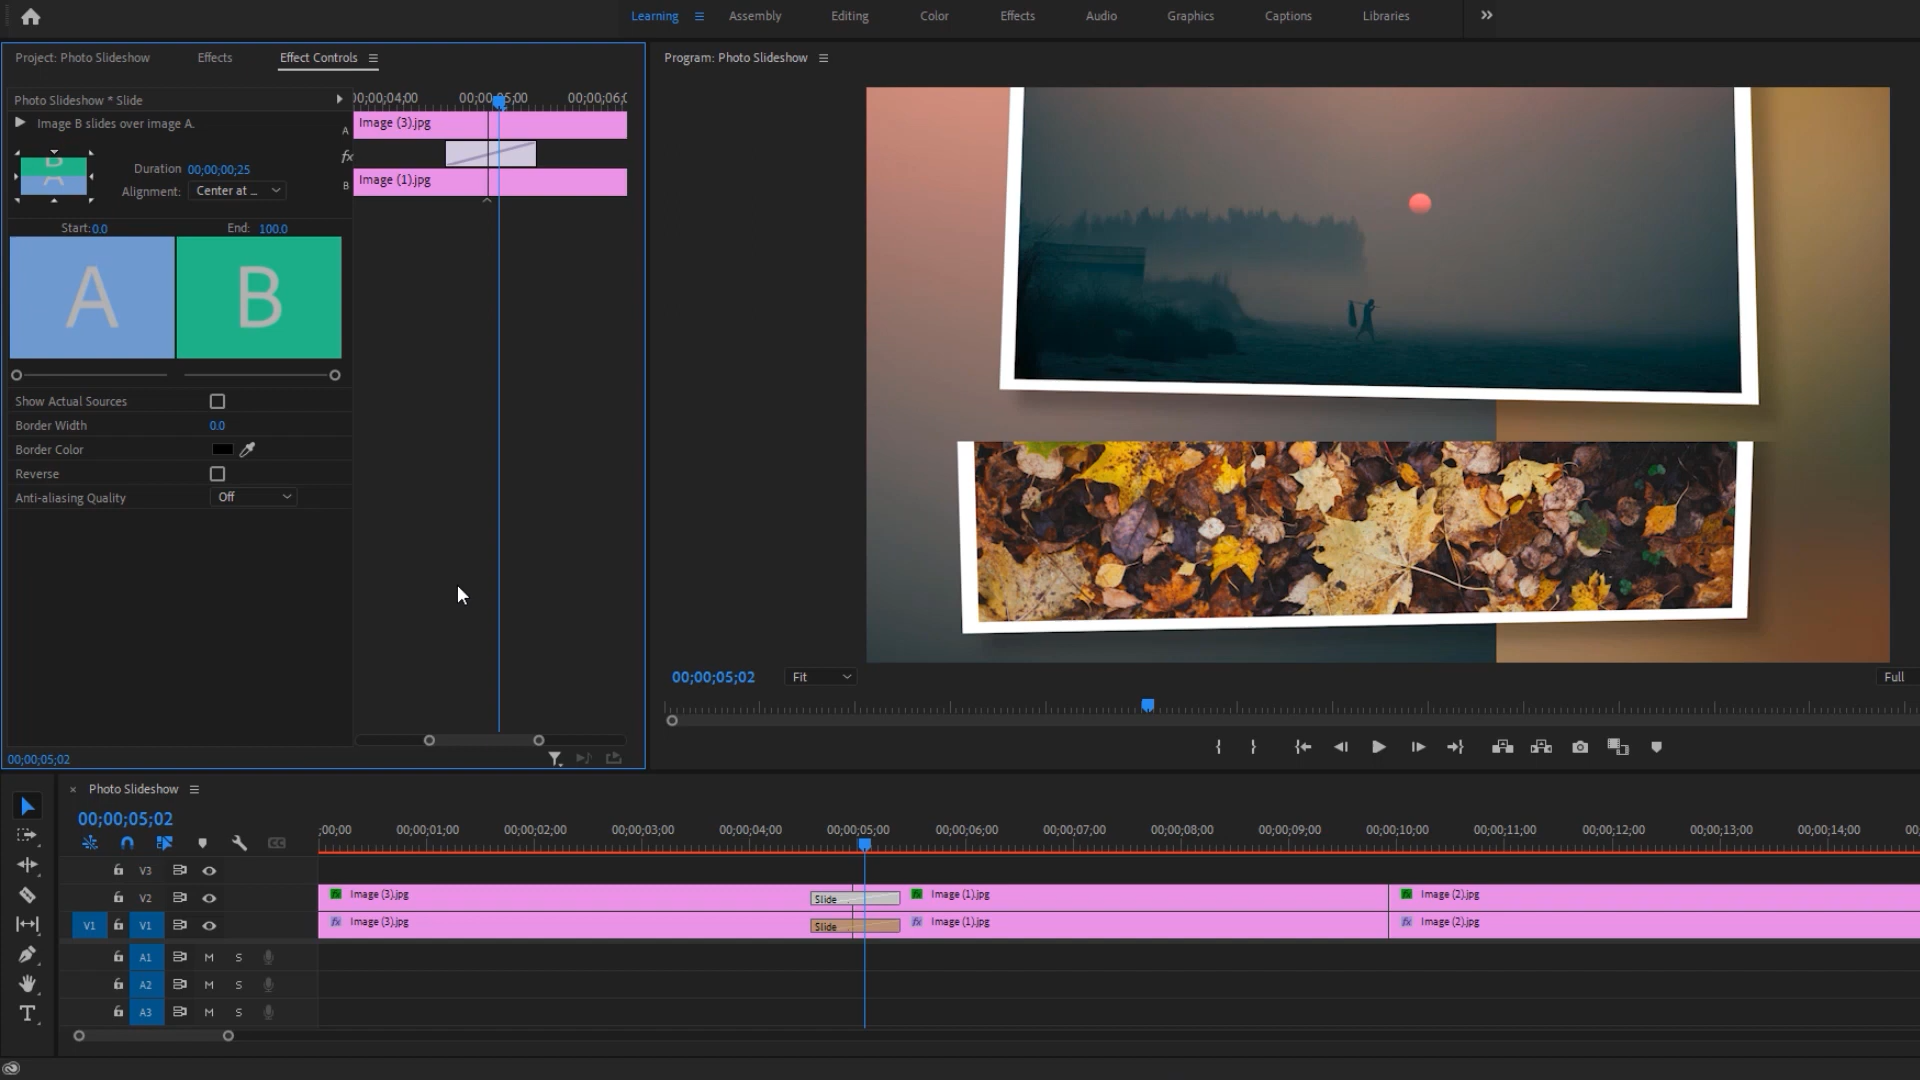 Learning Assembly Editing Color Effects Audio Graphics Captions Libraries
Project: Photo Slideshow Effects Effect Controls
Program: Photo Slideshow
Photo Slideshow * Slide
00;00;04;00 00;00;05;00
Image B slides over image A.
A Image (3).jpg
fx
B Image (1).jpg
B
A
Duration 00;00;00;25
Alignment: Center at ...
Start: 0.0 End: 100.0
A B
Show Actual Sources
Border Width 0.0
Border Color
Reverse
Anti-aliasing Quality Off
00;00;05;02
00;00;05;02 Fit Full
Photo Slideshow
00;00;05;02
;00;00 00;00;01;00 00;00;02;00 00;00;03;00 00;00;04;00 00;00;05;00 00;00;06;00 00;00;07;00 00;00;08;00 00;00;09;00 00;00;10;00 00;00;11;00 00;00;12;00 00;00;13;00 00;00;14;00
V3
V2 fx Image (3).jpg Slide fx Image (1).jpg fx Image (2).jpg
V1 V1 fx Image (3).jpg Slide fx Image (1).jpg fx Image (2).jpg
A1 M S
A2 M S
A3 M S